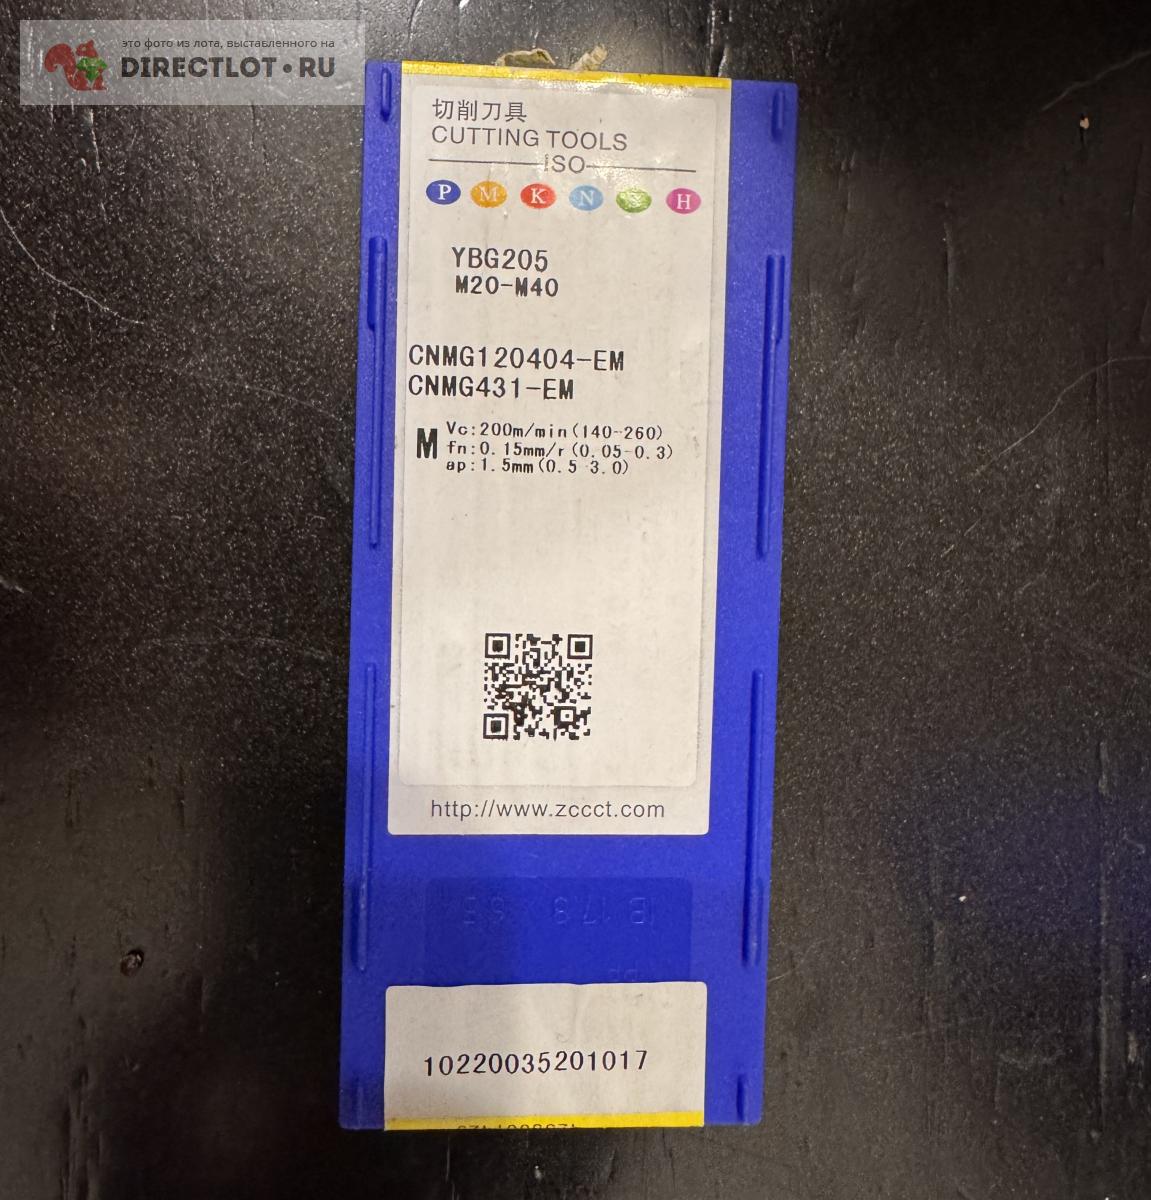 это фото из лота, выставленного на
DIRECTLOT•RU
切削刀具
CUTTING TOOLS
ISO
P M K N S H
YBG205
M20-M40
CNMG120404-EM
CNMG431-EM
M
Vc:200m/min(140-260)
fn:0.15mm/r(0.05-0.3)
ap:1.5mm(0.5-3.0)
http://www.zccct.com
10220035201017